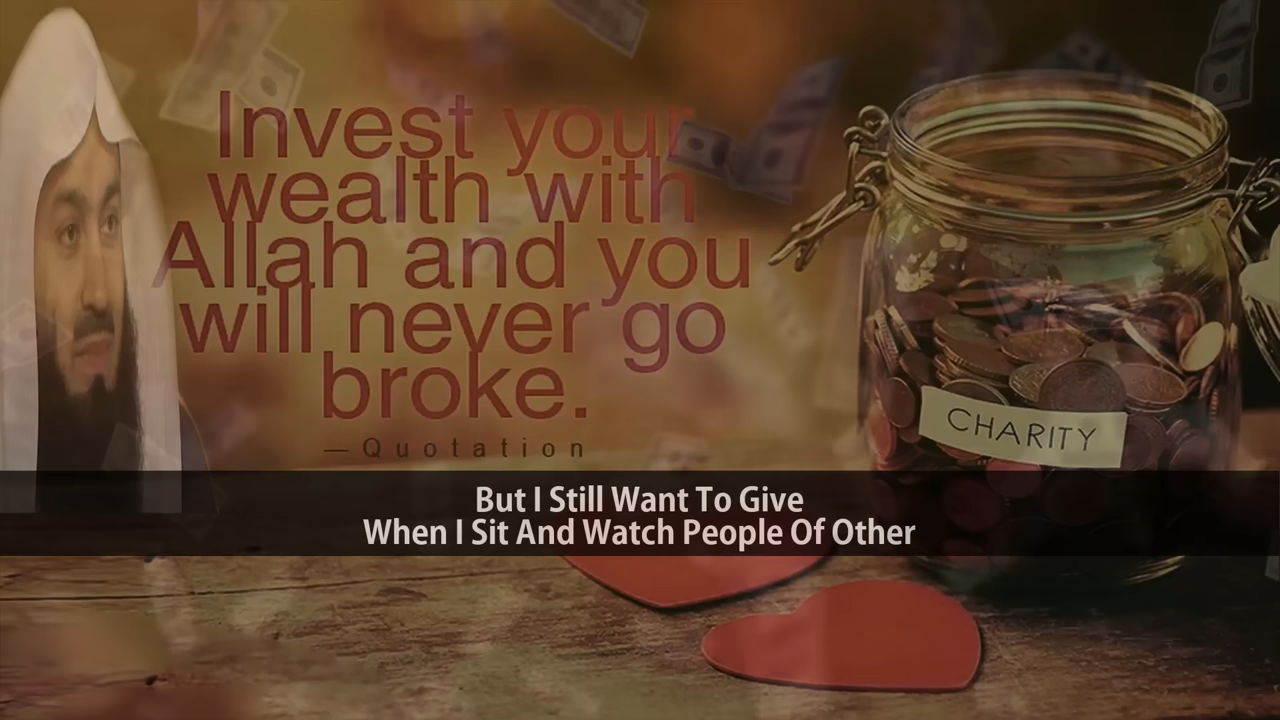 Invest your
wealth with
Allah and you
will never go
broke.
—Quotation
CHARITY
But I Still Want To Give
When I Sit And Watch People Of Other